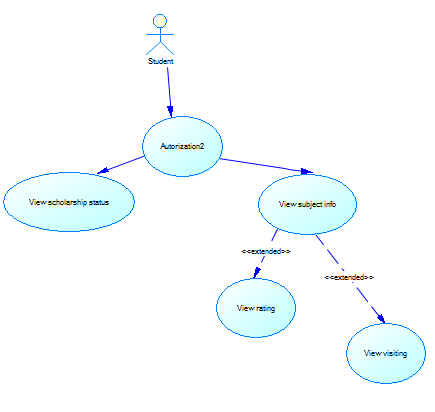 Student
Autorization2
View scholarship status
View subject info
<<extended>>
<<extended>>
View rating
View visiting